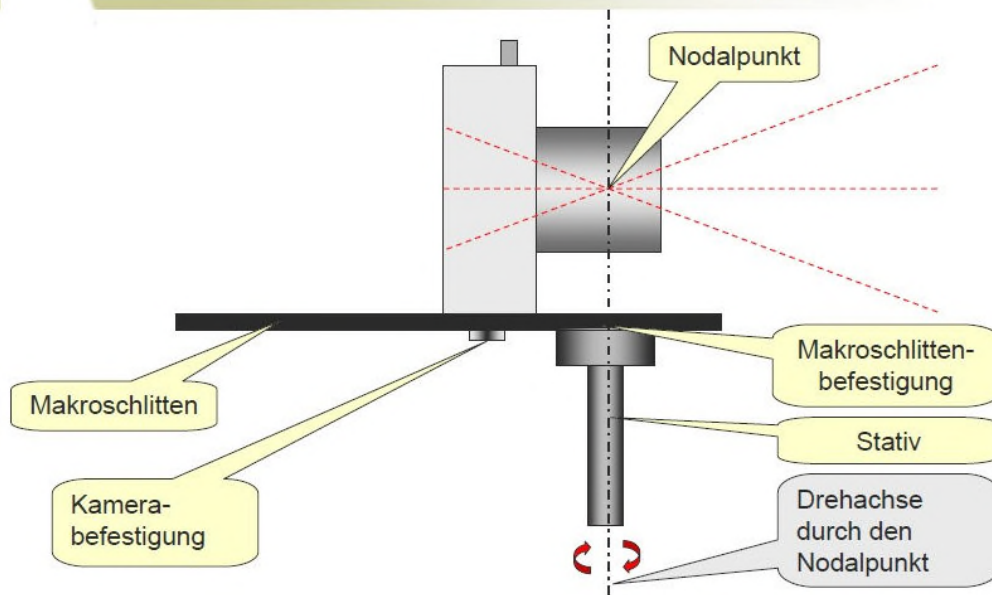 Nodalpunkt
Makroschlitten-
befestigung
Makroschlitten
Stativ
Kamera-
befestigung
Drehachse
durch den
Nodalpunkt